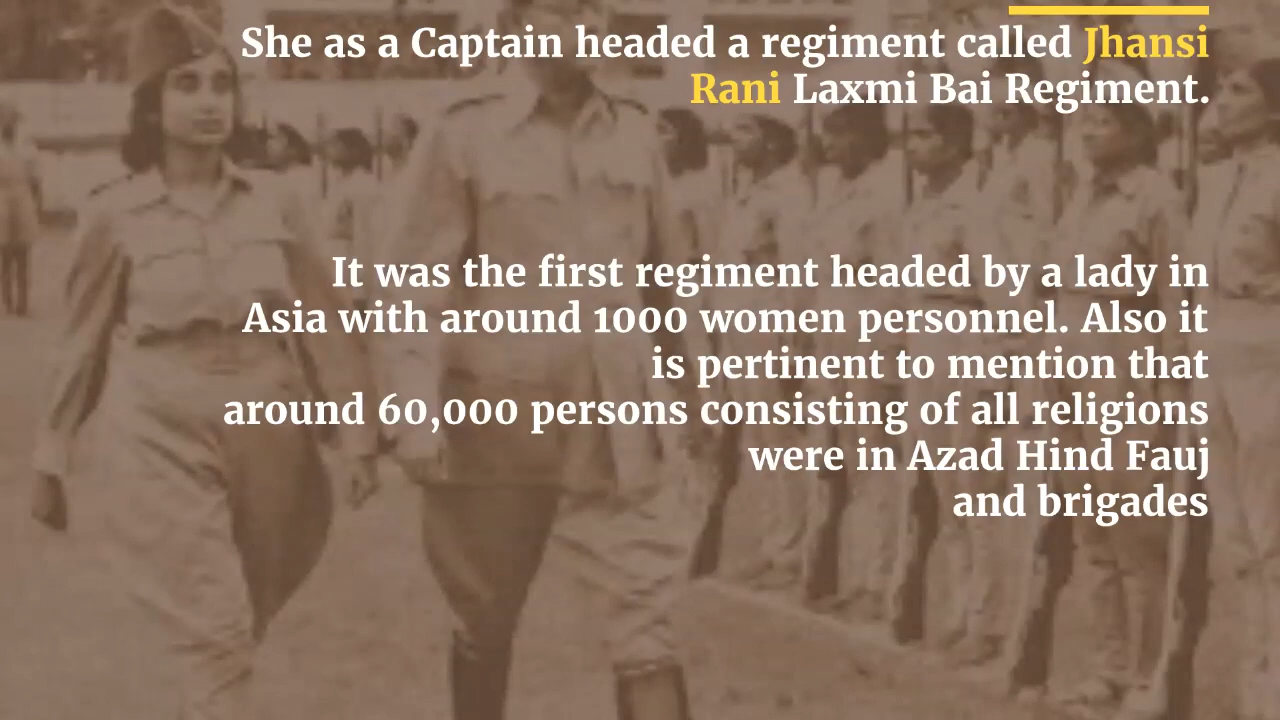 She as a Captain headed a regiment called Jhansi
Rani Laxmi Bai Regiment.
It was the first regiment headed by a lady in
Asia with around 1000 women personnel. Also it
is pertinent to mention that
around 60,000 persons consisting of all religions
were in Azad Hind Fauj
and brigades